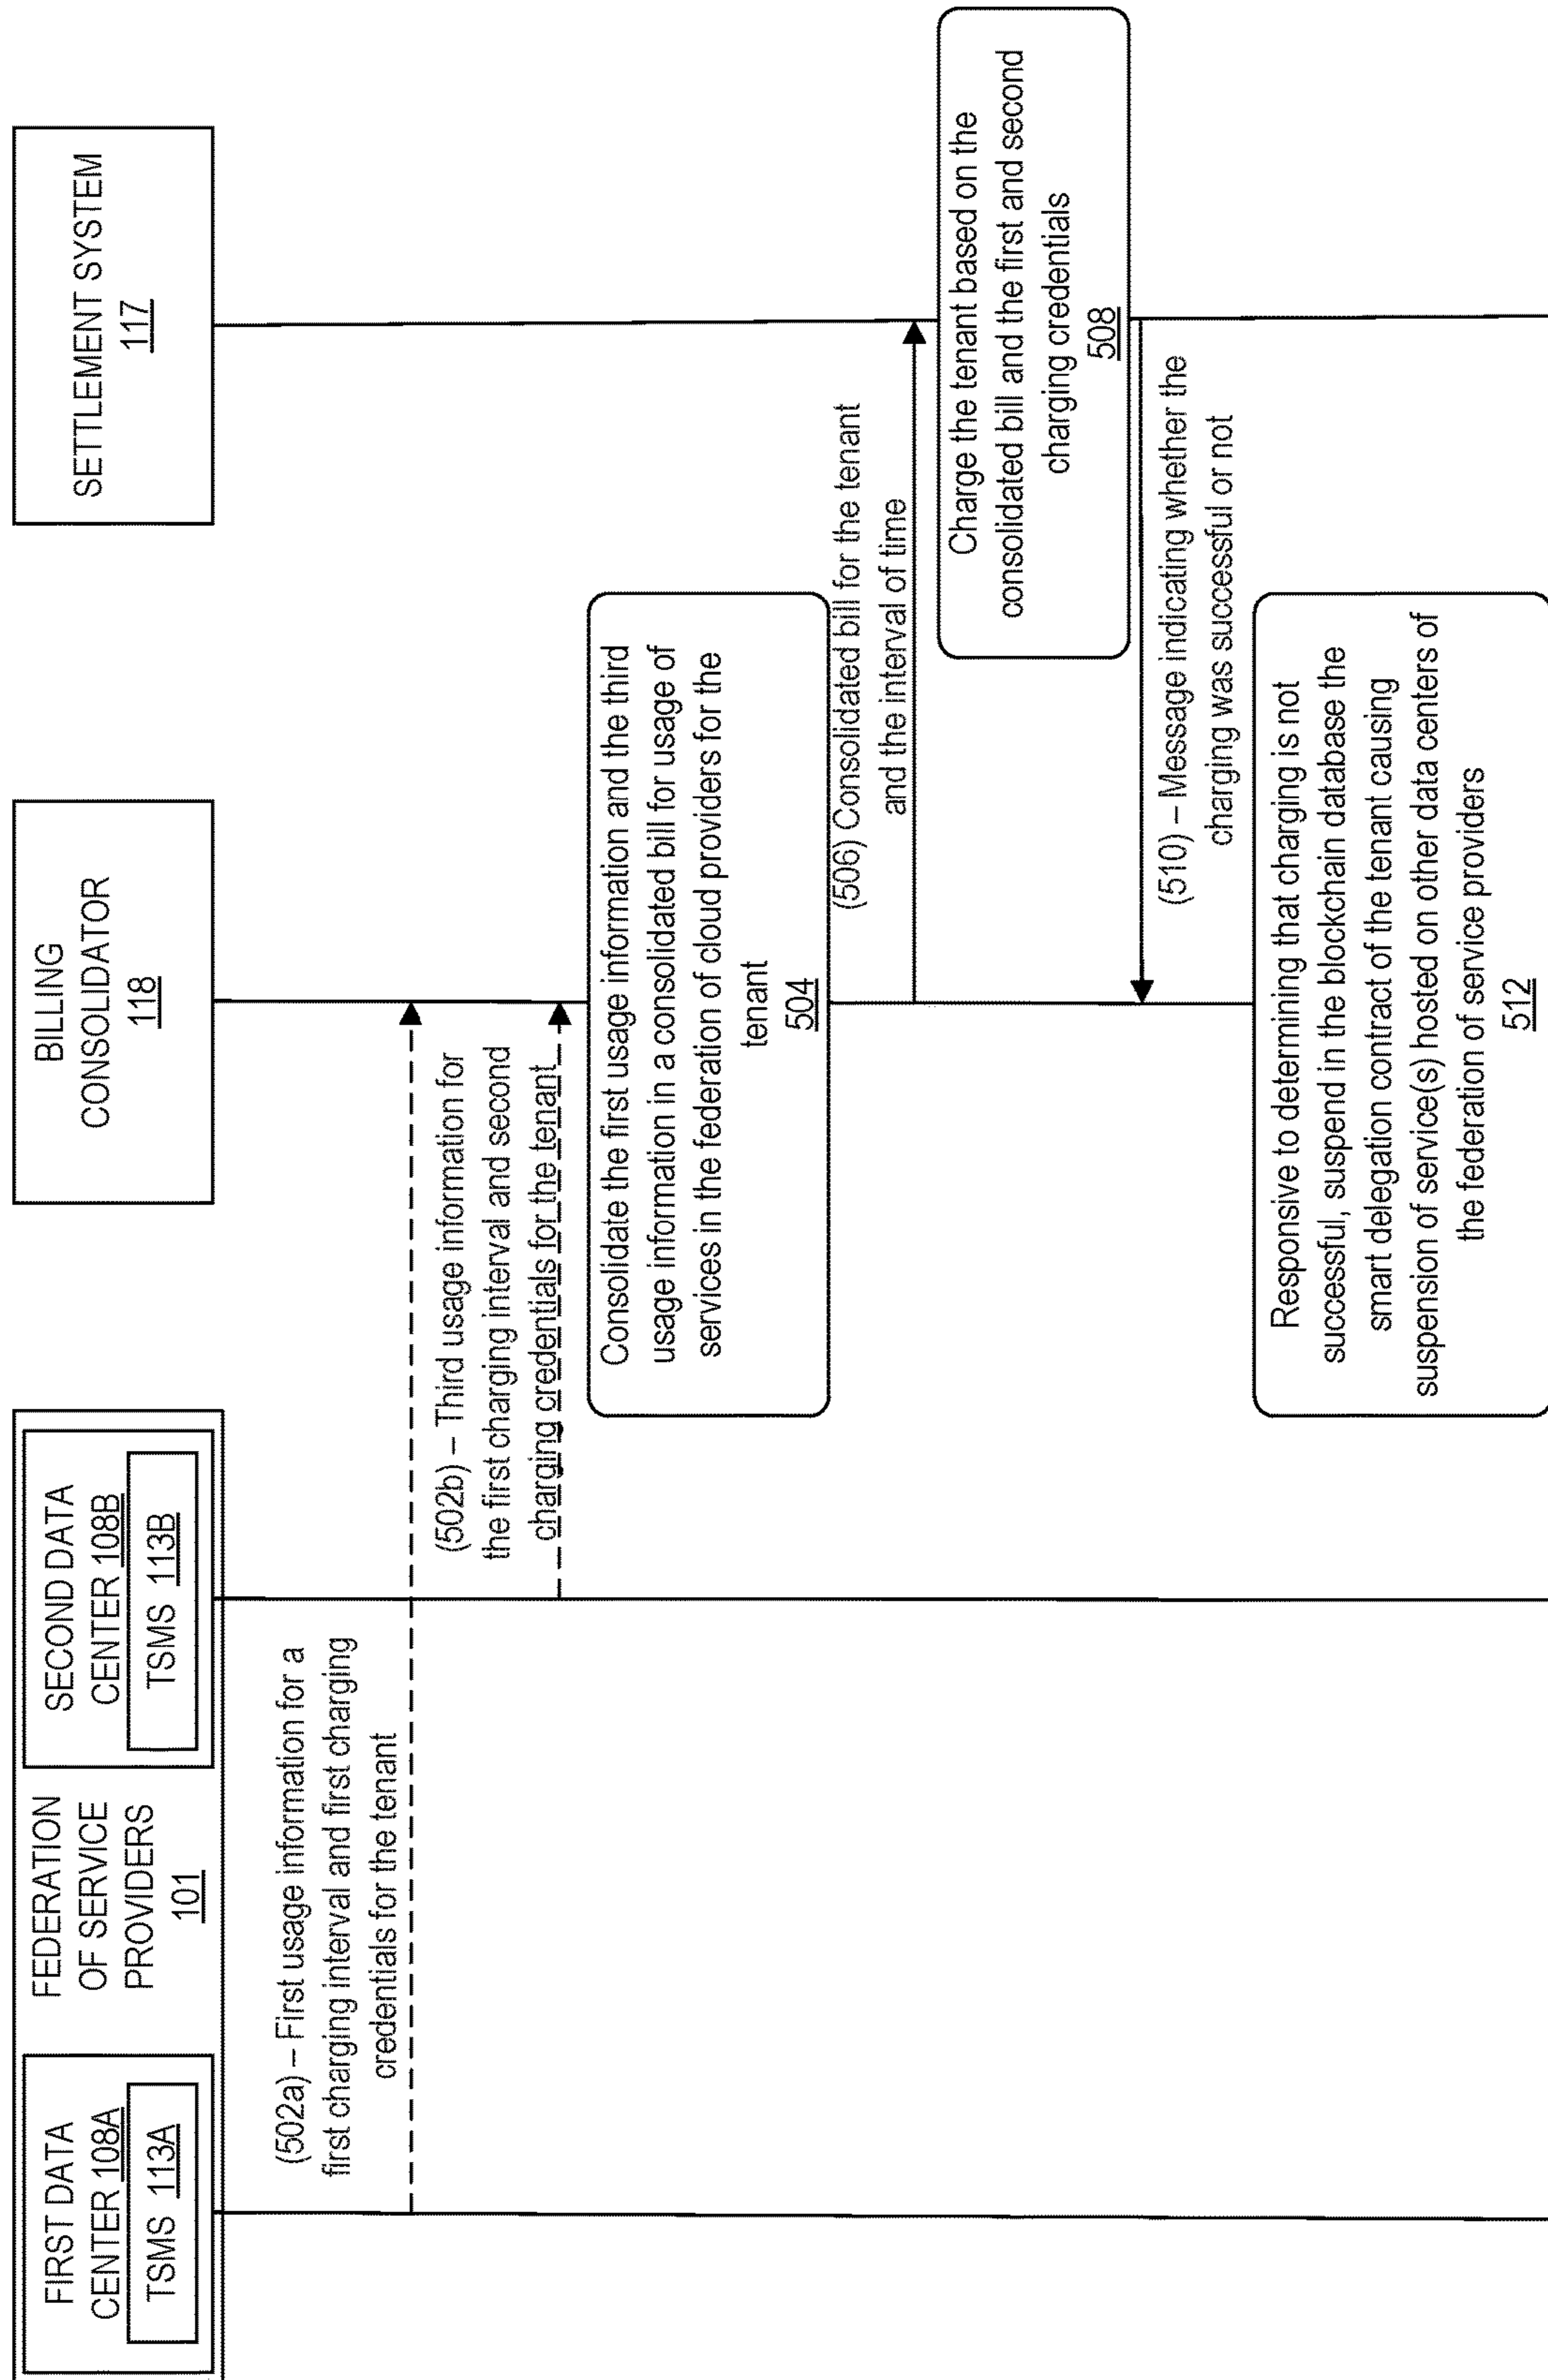 FIRST DATA
CENTER 108A
TSMS 113A
FEDERATION
OF SERVICE
PROVIDERS
101
SECOND DATA
CENTER 108B
TSMS 113B
BILLING
CONSOLIDATOR
118
SETTLEMENT SYSTEM
117
(502a) – First usage information for a
first charging interval and first charging
credentials for the tenant
(502b) – Third usage information for
the first charging interval and second
charging credentials for the tenant
Consolidate the first usage information and the third
usage information in a consolidated bill for usage of
services in the federation of cloud providers for the
tenant
504
(506) Consolidated bill for the tenant
and the interval of time
Charge the tenant based on the
consolidated bill and the first and second
charging credentials
508
(510) – Message indicating whether the
charging was successful or not
Responsive to determining that charging is not
successful, suspend in the blockchain database the
smart delegation contract of the tenant causing
suspension of service(s) hosted on other data centers of
the federation of service providers
512